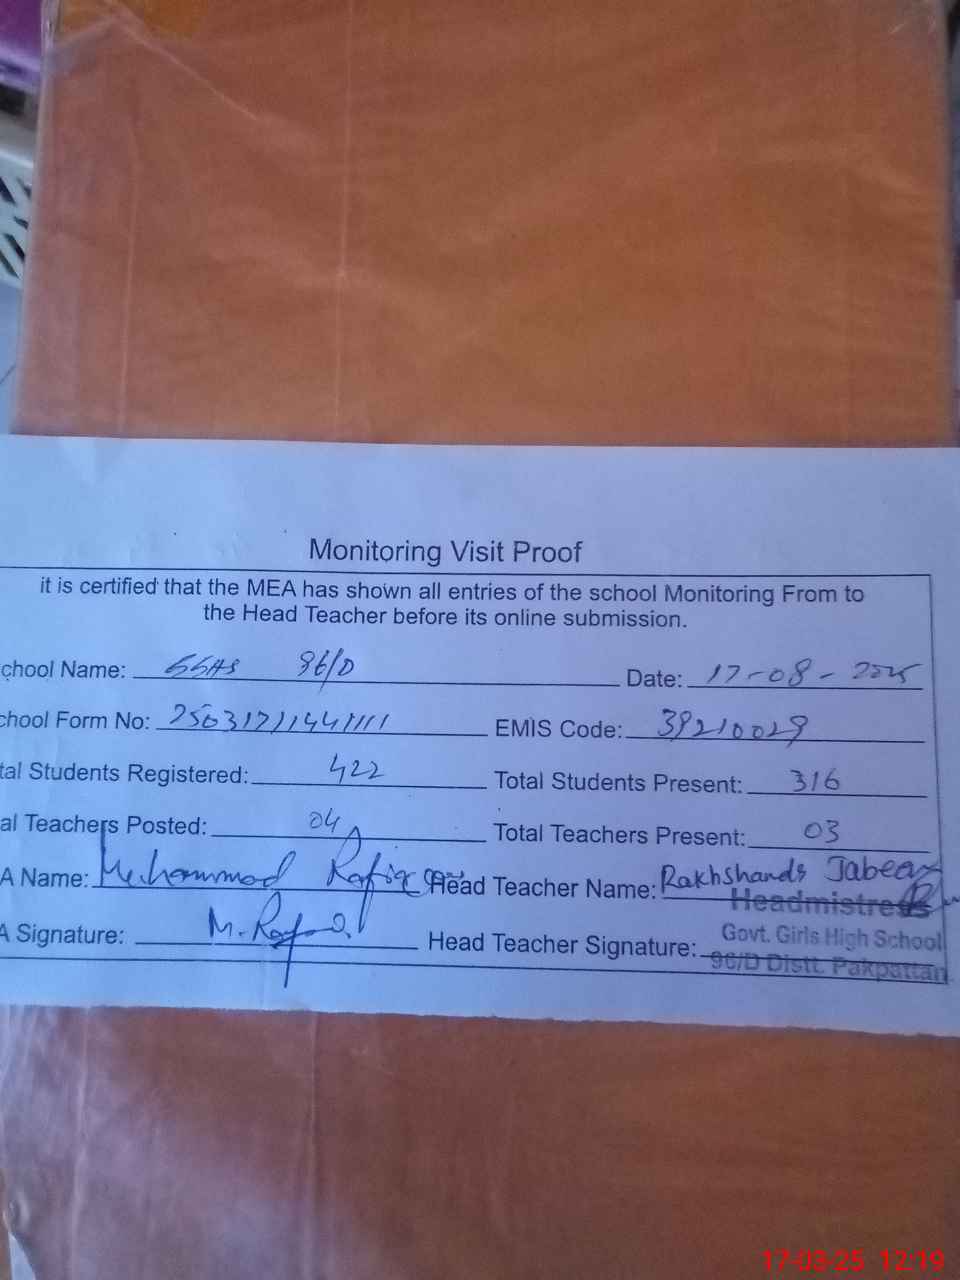 Monitoring Visit Proof
it is certified that the MEA has shown all entries of the school Monitoring From to
the Head Teacher before its online submission.
chool Name: GGHS 96/D Date: 17-08-2025
chool Form No: 25031711441111 EMIS Code: 39210029
tal Students Registered: 422 Total Students Present: 316
al Teachers Posted: 04 Total Teachers Present: 03
A Name: Muhammad Rafiq Head Teacher Name: Rakhshanda Jabeen
Headmistress
A Signature: M. Rafiq Head Teacher Signature: Govt. Girls High School
96/D Distt. Pakpattan
17-03-25 12:19